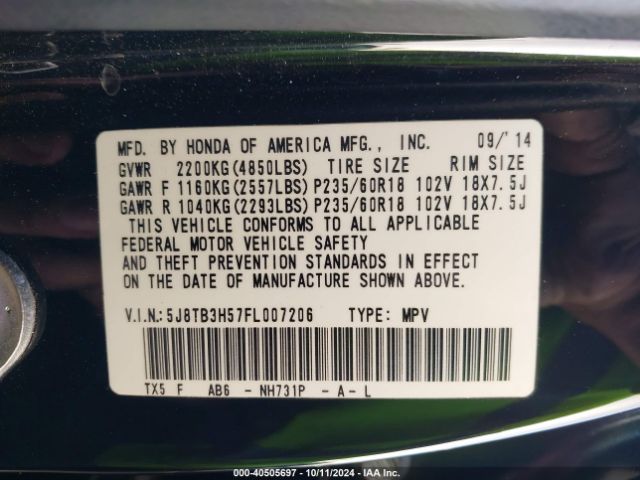 MFD. BY HONDA OF AMERICA MFG., INC. 09/'14
GVWR 2200KG(4850LBS) TIRE SIZE RIM SIZE
GAWR F 1160KG(2557LBS) P235/60R18 102V 18X7.5J
GAWR R 1040KG(2293LBS) P235/60R18 102V 18X7.5J
THIS VEHICLE CONFORMS TO ALL APPLICABLE
FEDERAL MOTOR VEHICLE SAFETY
AND THEFT PREVENTION STANDARDS IN EFFECT
ON THE DATE OF MANUFACTURE SHOWN ABOVE.
V.I.N.:5J8TB3H57FL007206 TYPE: MPV
TX5 F AB6 - NH731P - A - L
000-40505697 - 10/11/2024 - IAA Inc.